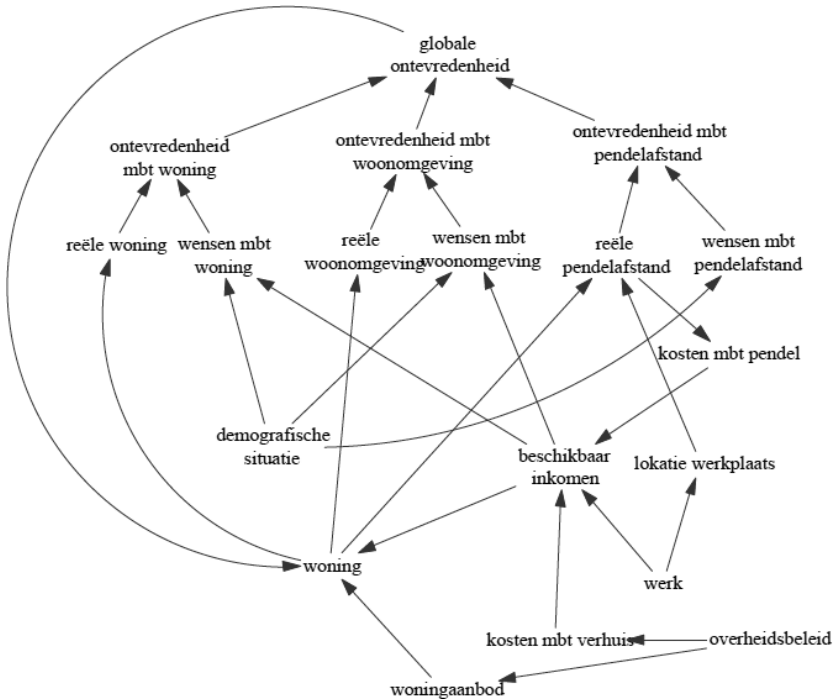 globale
ontevredenheid
ontevredenheid
mbt woning
ontevredenheid mbt
woonomgeving
ontevredenheid mbt
pendelafstand
reële woning
wensen mbt
woning
reële
woonomgeving
wensen mbt
woonomgeving
reële
pendelafstand
wensen mbt
pendelafstand
kosten mbt pendel
demografische
situatie
beschikbaar
inkomen
lokatie werkplaats
woning
werk
kosten mbt verhuis
overheidsbeleid
woningaanbod